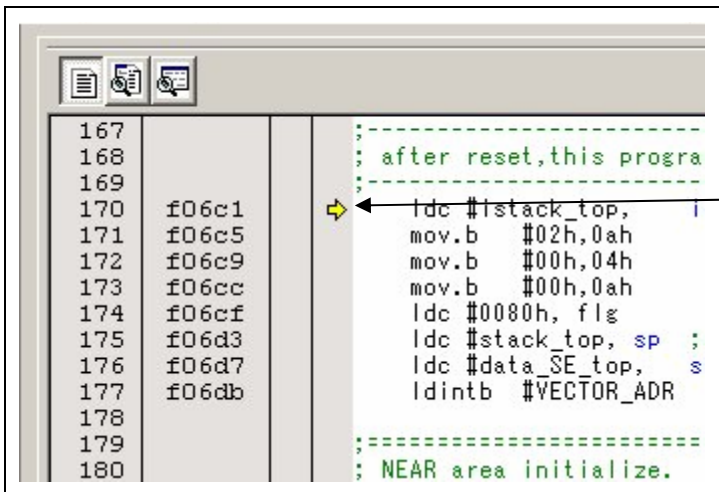 167 ;------------------------
168 ; after reset,this progra
169 ;------------------------
170 f06c1 ldc #istack_top, i
171 f06c5 mov.b #02h,0ah
172 f06c9 mov.b #00h,04h
173 f06cc mov.b #00h,0ah
174 f06cf ldc #0080h, flg
175 f06d3 ldc #stack_top, sp ;
176 f06d7 ldc #data_SE_top, s
177 f06db ldintb #VECTOR_ADR
178
179 ;========================
180 ; NEAR area initialize.